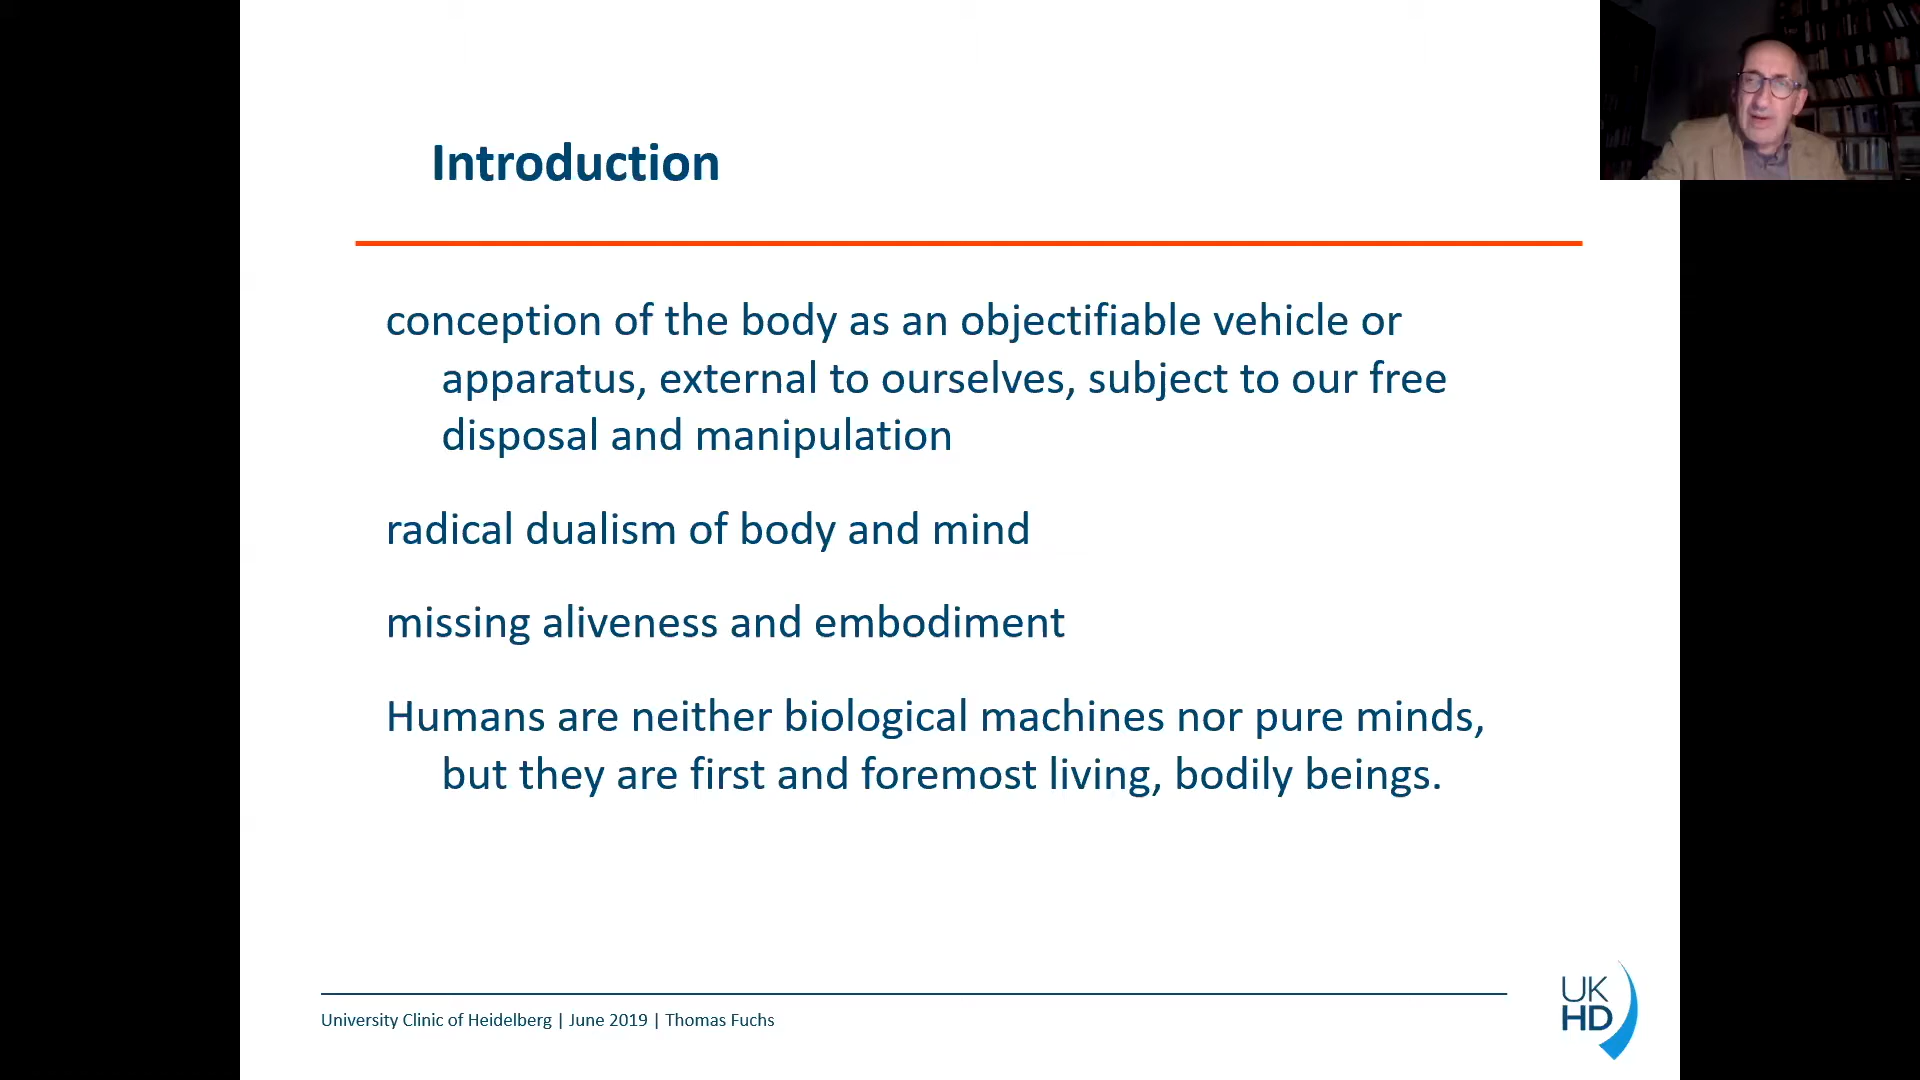 Introduction
conception of the body as an objectifiable vehicle or
apparatus, external to ourselves, subject to our free
disposal and manipulation
radical dualism of body and mind
missing aliveness and embodiment
Humans are neither biological machines nor pure minds,
but they are first and foremost living, bodily beings.
University Clinic of Heidelberg | June 2019 | Thomas Fuchs
UK
HD